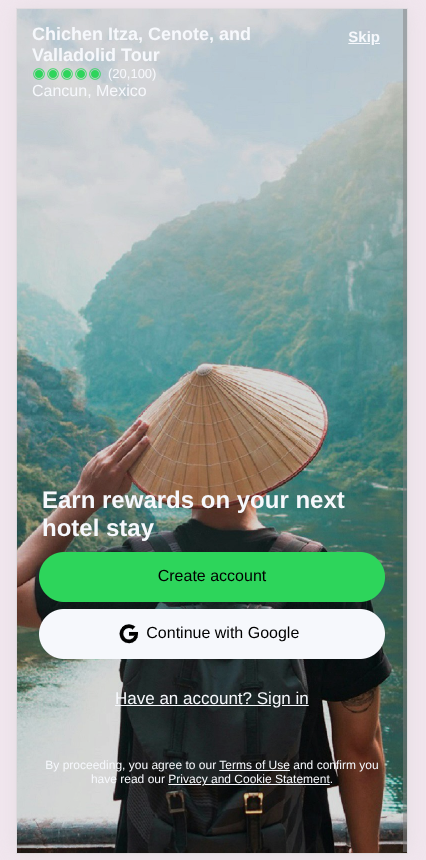 Chichen Itza, Cenote, and
Valladolid Tour
Skip
(20,100)
Cancun, Mexico
Earn rewards on your next
hotel stay
Create account
G Continue with Google
Have an account? Sign in
By proceeding, you agree to our Terms of Use and confirm you
have read our Privacy and Cookie Statement.